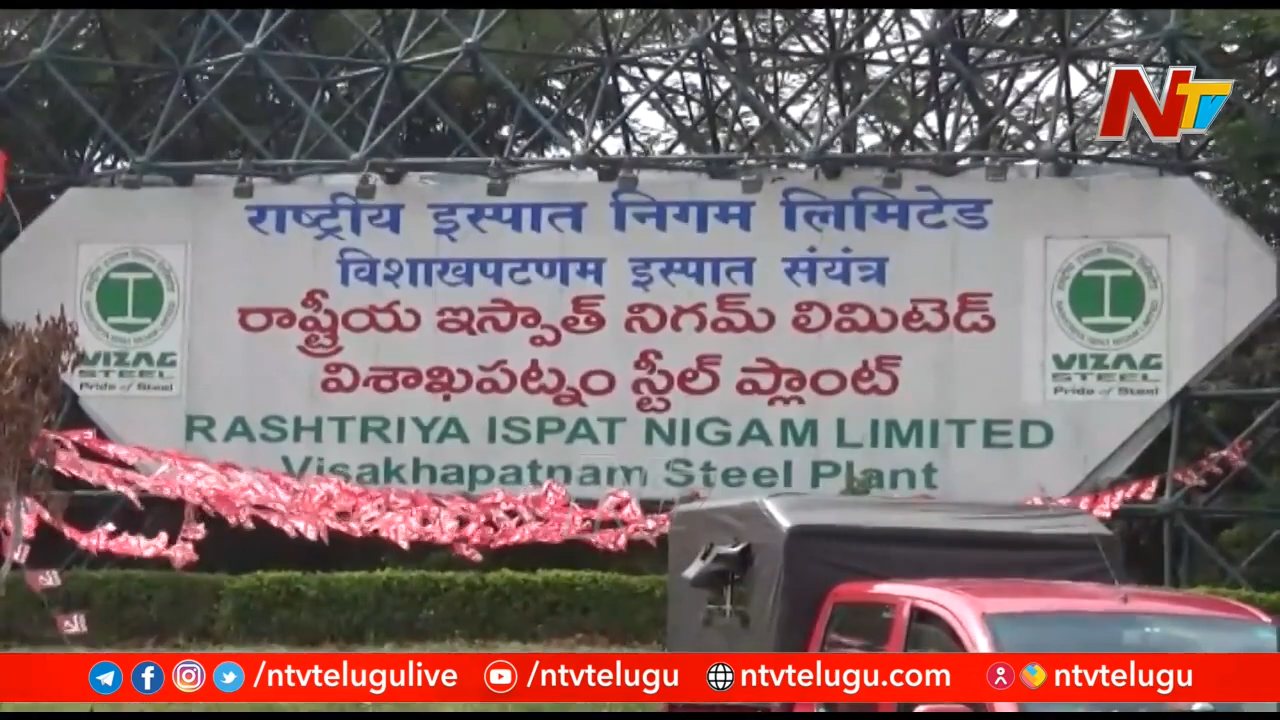 NTV
राष्ट्रीय इस्पात निगम लिमिटेड
विशाखपटणम इस्पात संयंत्र
రాష్ట్రీయ ఇస్పాత్ నిగమ్ లిమిటెడ్
విశాఖపట్నం స్టీల్ ప్లాంట్
RASHTRIYA ISPAT NIGAM LIMITED
Visakhapatnam Steel Plant
VIZAG
STEEL
Pride of Steel
VIZAG
STEEL
Pride of Steel
/ntvtelugulive /ntvtelugu ntvtelugu.com ntvtelugu